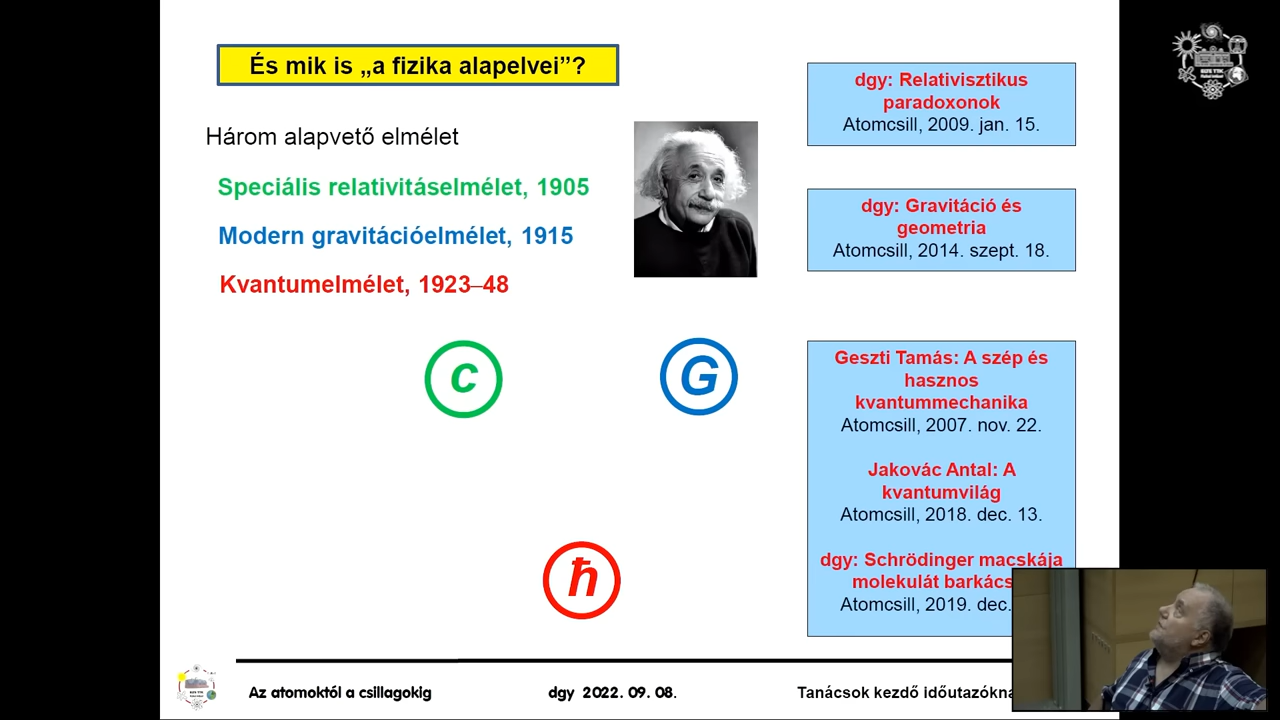 És mik is „a fizika alapelvei”?
Három alapvető elmélet
Speciális relativitáselmélet, 1905
Modern gravitációelmélet, 1915
Kvantumelmélet, 1923–48
c
G
ħ
dgy: Relativisztikus
paradoxonok
Atomcsill, 2009. jan. 15.
dgy: Gravitáció és
geometria
Atomcsill, 2014. szept. 18.
Geszti Tamás: A szép és
hasznos
kvantummechanika
Atomcsill, 2007. nov. 22.
Jakovác Antal: A
kvantumvilág
Atomcsill, 2018. dec. 13.
dgy: Schrödinger macskája
molekulát
Atomcsill, 2019. dec.
Az atomoktól a csillagokig
dgy 2022. 09. 08.
Tanácsok kezdő